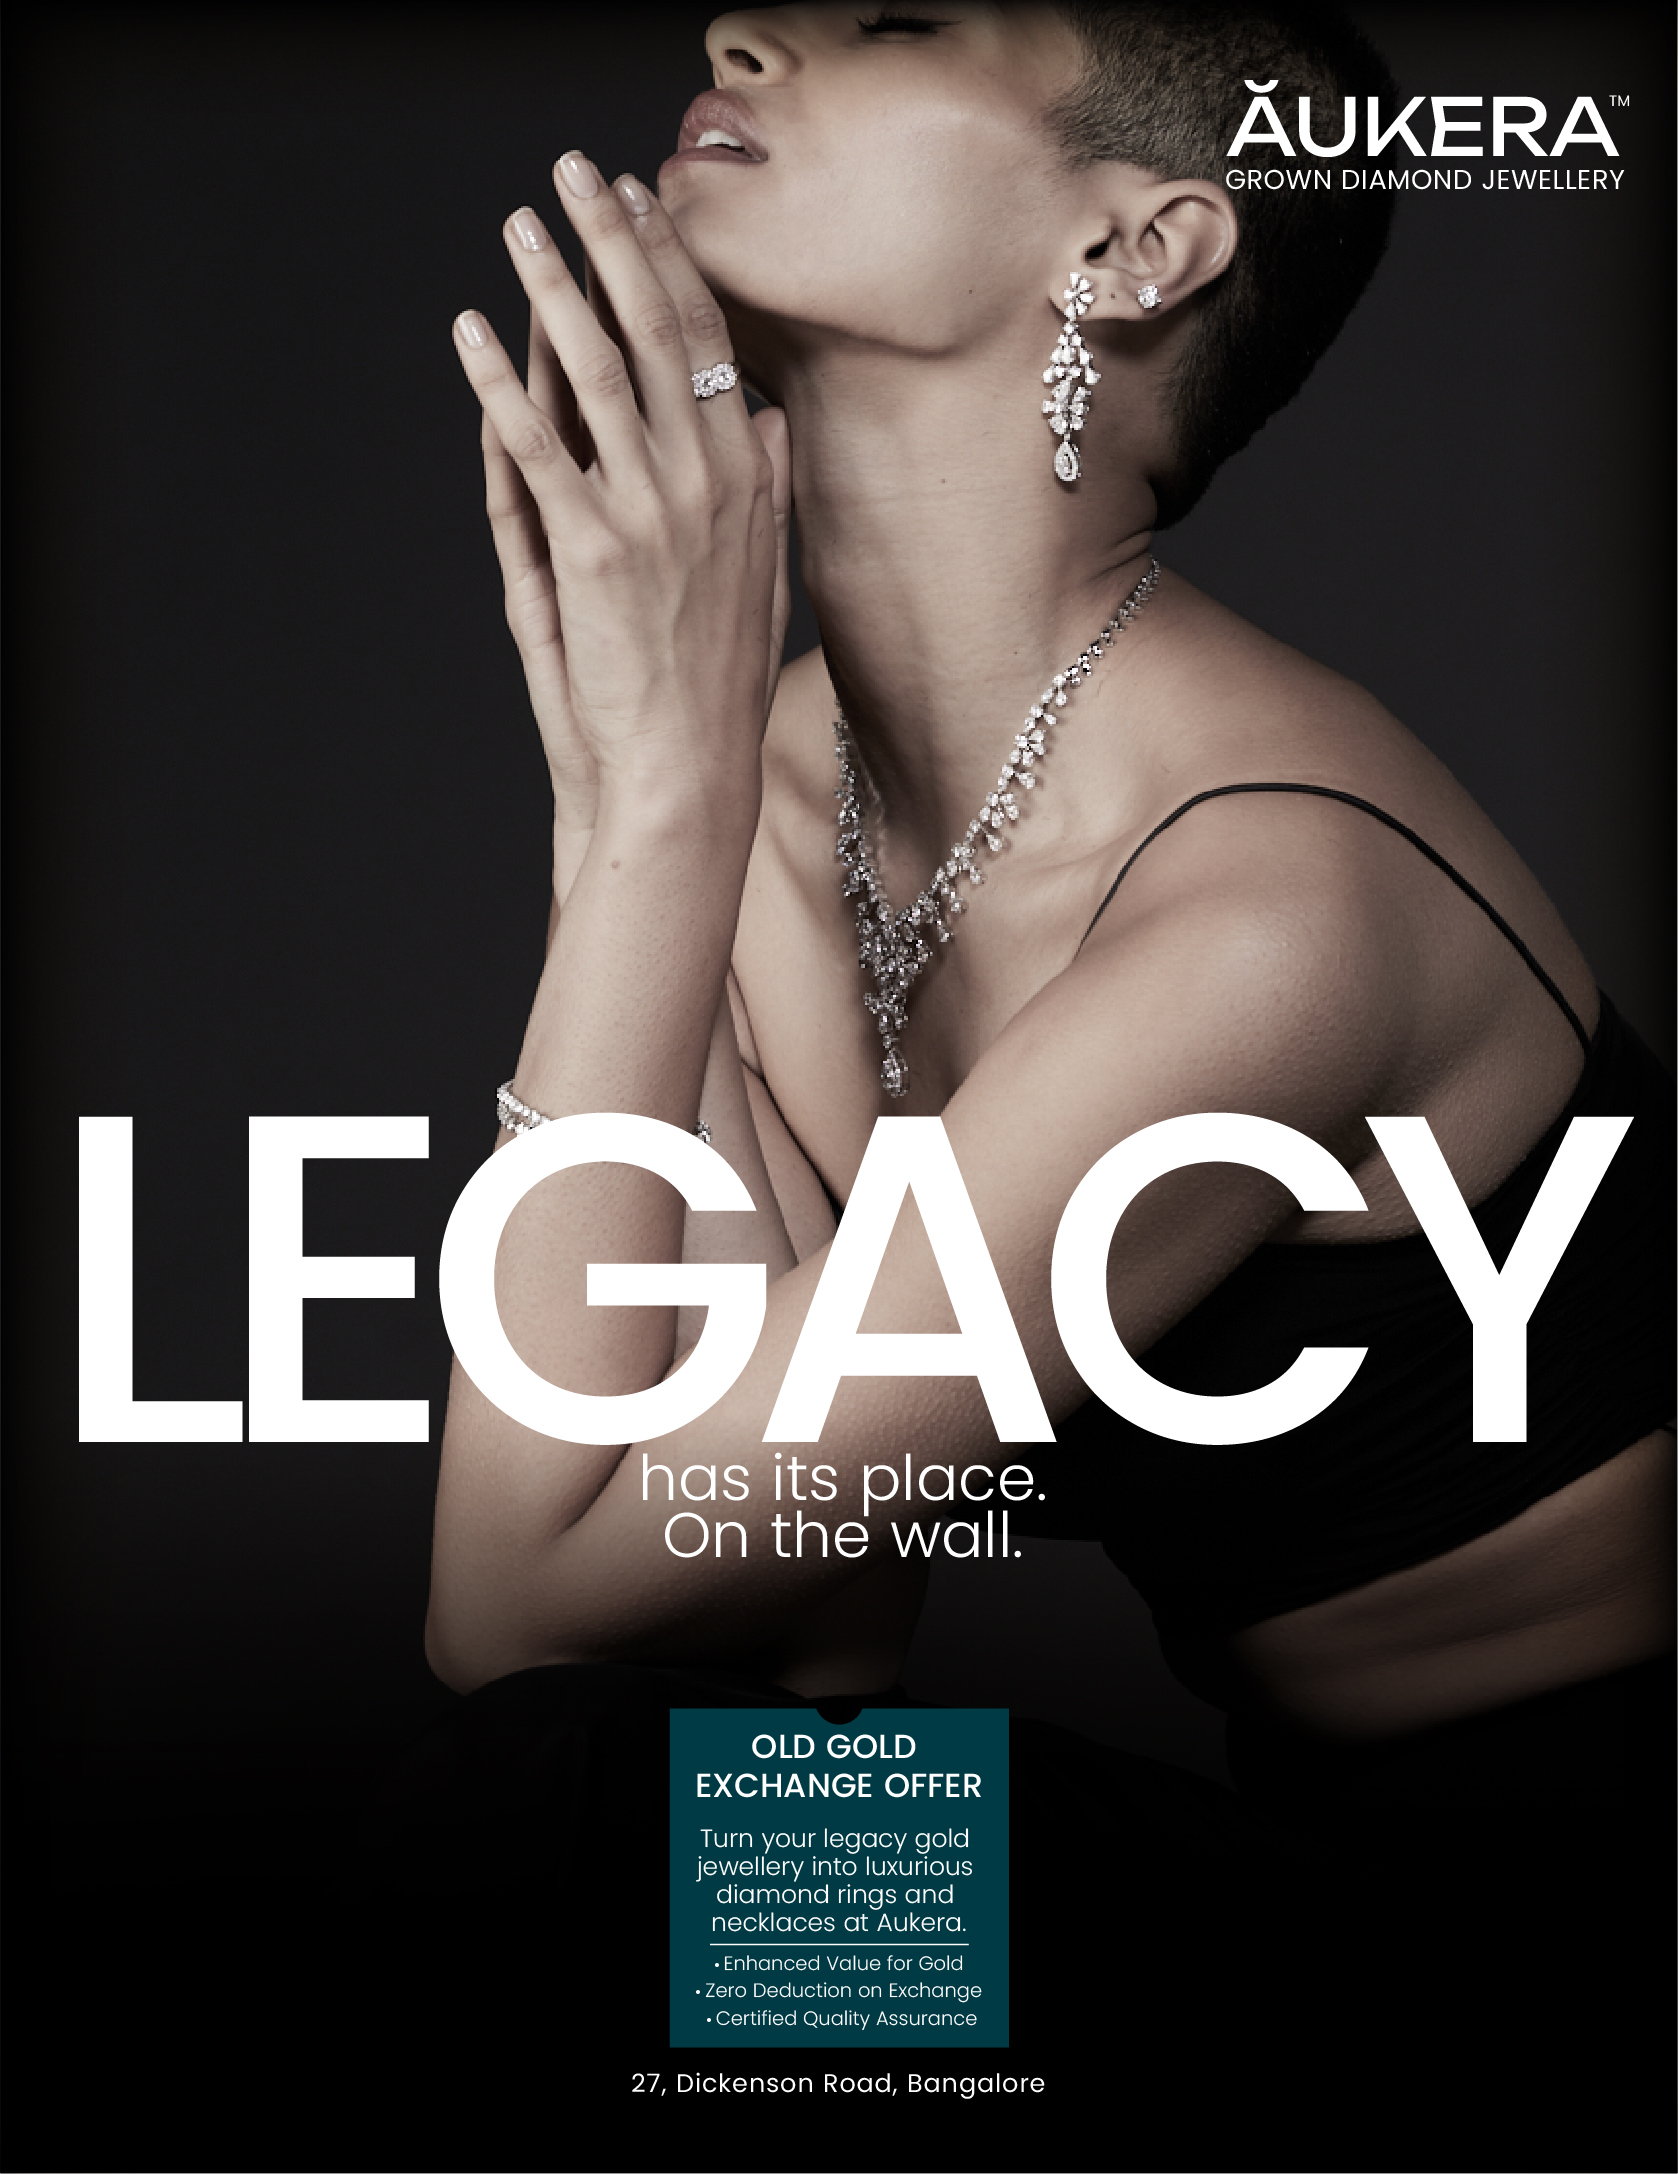 ĂUKERA™
GROWN DIAMOND JEWELLERY
LEGACY
has its place.
On the wall.
OLD GOLD
EXCHANGE OFFER
Turn your legacy gold
jewellery into luxurious
diamond rings and
necklaces at Aukera.
• Enhanced Value for Gold
• Zero Deduction on Exchange
• Certified Quality Assurance
27, Dickenson Road, Bangalore